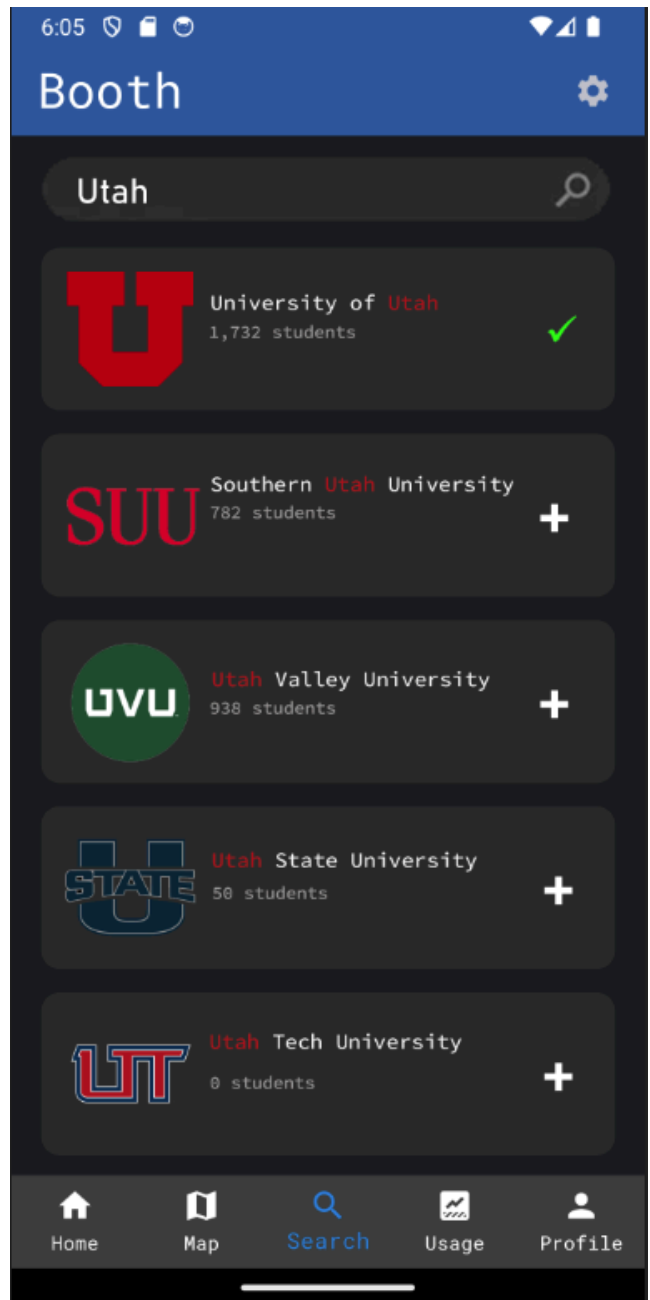 6:05
Booth
Utah
U
University of Utah
1,732 students
SUU
Southern Utah University
782 students
UVU
Utah Valley University
938 students
U
STATE
Utah State University
50 students
UT
Utah Tech University
0 students
Home
Map
Search
Usage
Profile